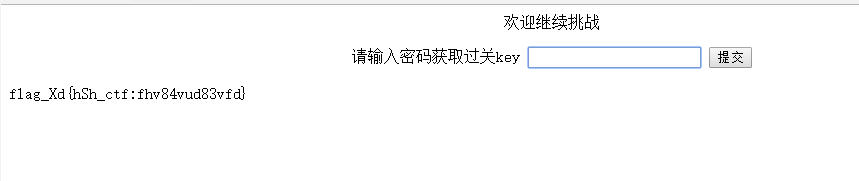 欢迎继续挑战
请输入密码获取过关key 提交
flag_Xd{hSh_ctf:fhv84vud83vfd}